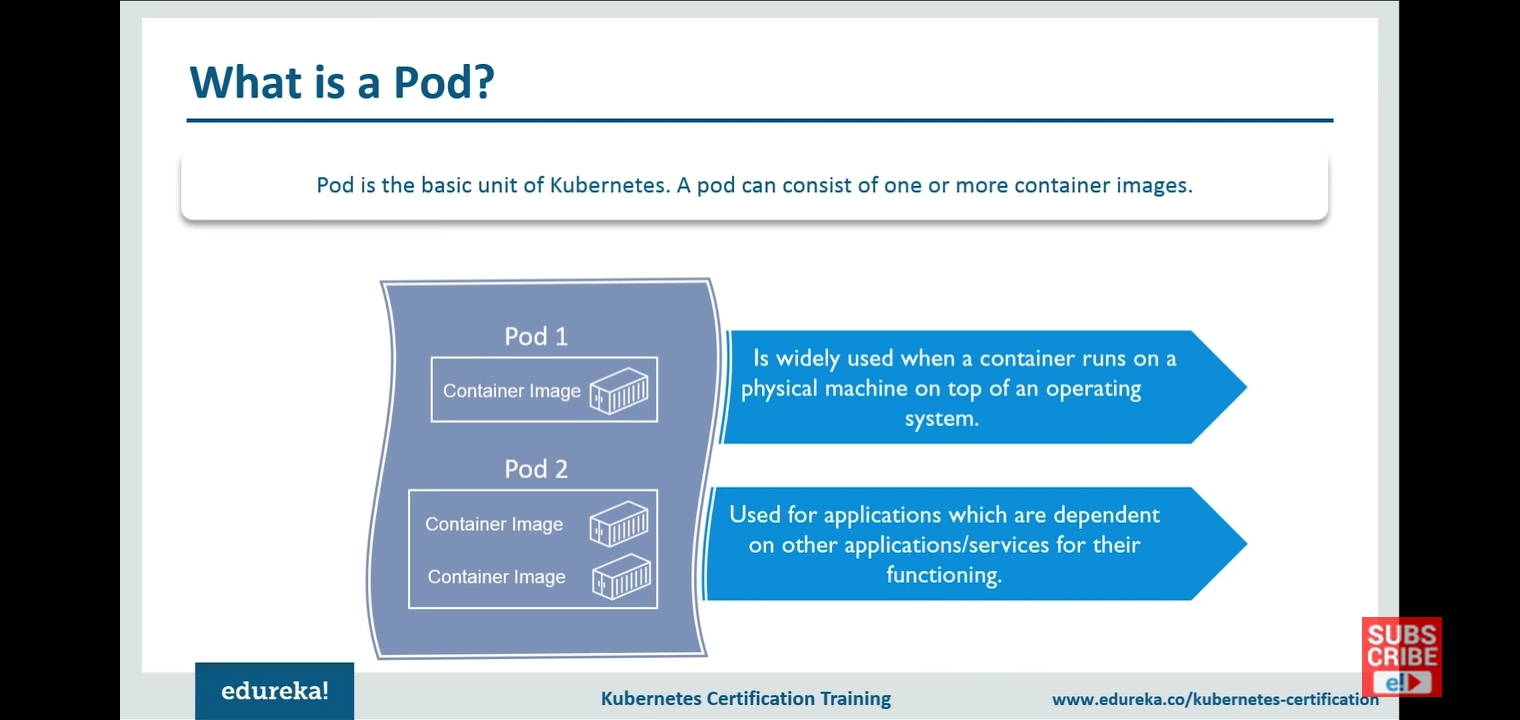 What is a Pod?
Pod is the basic unit of Kubernetes. A pod can consist of one or more container images.
Pod 1
Container Image
Is widely used when a container runs on a
physical machine on top of an operating
system.
Pod 2
Container Image
Container Image
Used for applications which are dependent
on other applications/services for their
functioning.
edureka!
Kubernetes Certification Training
www.edureka.co/kubernetes-certification
SUBS
CRIBE
e!